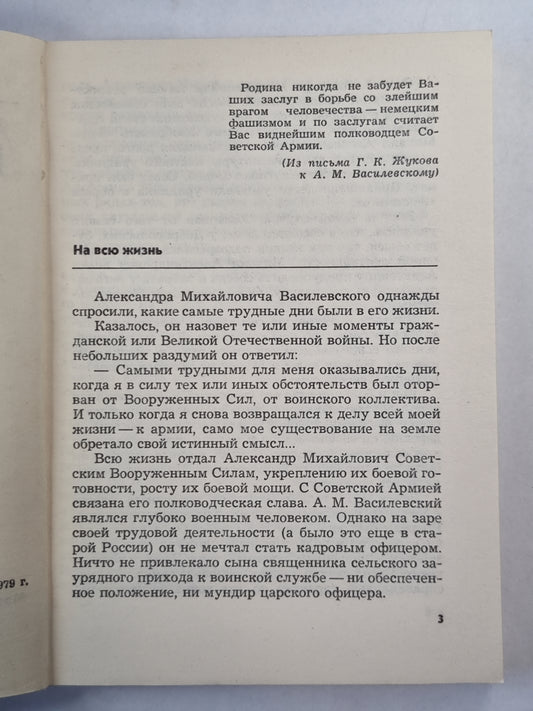 Родина никогда не забудет Ва-
ших заслуг в борьбе со злейшим
врагом человечества — немецким
фашизмом и по заслугам считает
Вас виднейшим полководцем Со-
ветской Армии.
(Из письма Г. К. Жукова
к А. М. Василевскому)
На всю жизнь
Александра Михайловича Василевского однажды
спросили, какие самые трудные дни были в его жизни.
Казалось, он назовет те или иные моменты граж-
данской или Великой Отечественной войны. Но после
небольших раздумий он ответил:
— Самыми трудными для меня оказывались дни,
когда я в силу тех или иных обстоятельств был отор-
ван от Вооруженных Сил, от воинского коллектива.
И только когда я снова возвращался к делу всей моей
жизни — к армии, само мое существование на земле
обретало свой истинный смысл...
Всю жизнь отдал Александр Михайлович Совет-
ским Вооруженным Силам, укреплению их боевой го-
товности, росту их боевой мощи. С Советской Армией
связана его полководческая слава. А. М. Василевский
являлся глубоко военным человеком. Однако на заре
своей трудовой деятельности (а было это еще в ста-
рой России) он не мечтал стать кадровым офицером.
Ничто не привлекало сына священника сельского за-
урядного прихода к воинской службе — ни обеспечен-
ное положение, ни мундир царского офицера.
979 г.
3